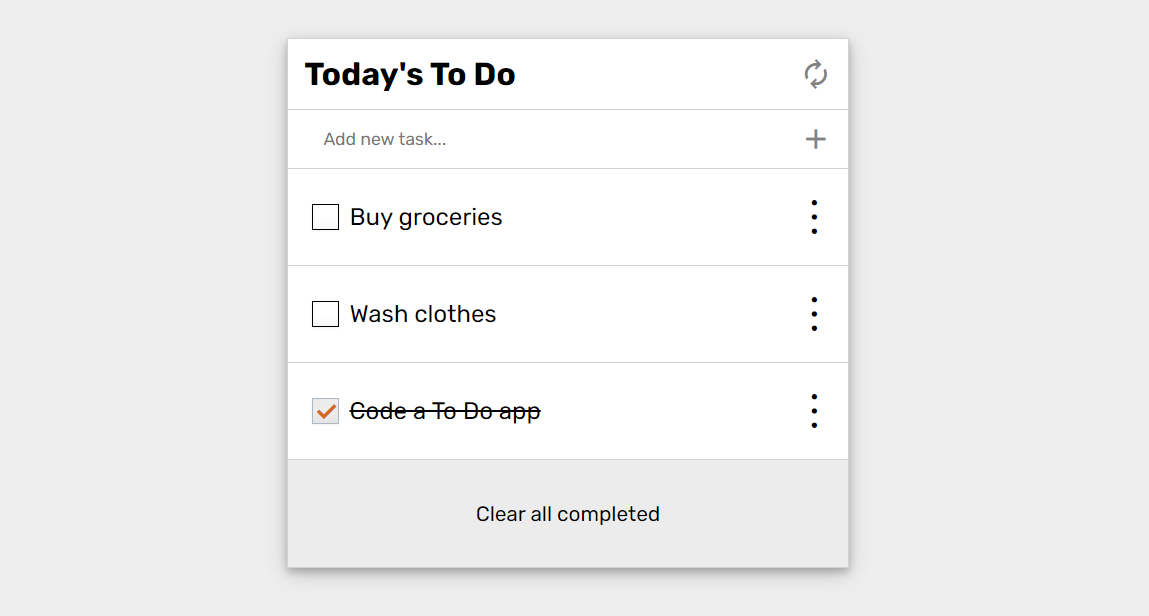 Today's To Do
Add new task...
Buy groceries
Wash clothes
Code a To Do app
Clear all completed